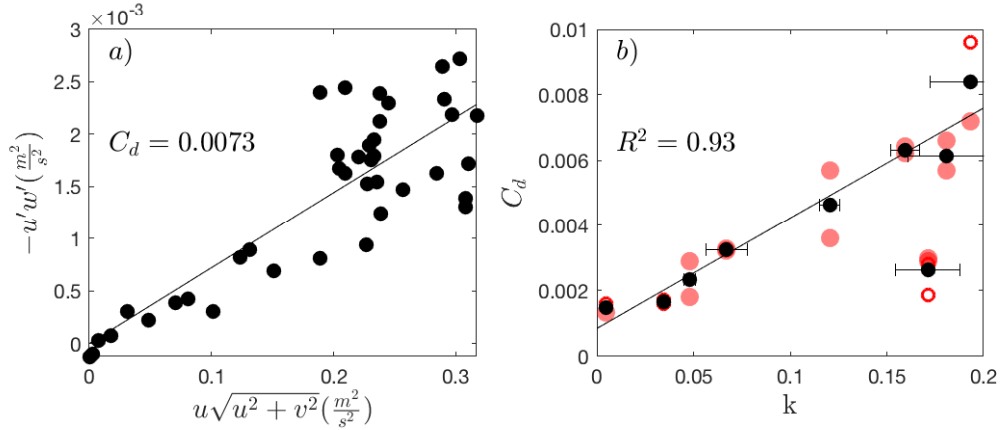 ×10⁻³
a)
3
2.5
2
1.5
1
0.5
0
C_d = 0.0073
−u′w′(m²/s²)
0 0.1 0.2 0.3
u√(u² + v²)(m²/s²)
b)
0.01
0.008
0.006
0.004
0.002
0
R² = 0.93
C_d
0 0.05 0.1 0.15 0.2
k